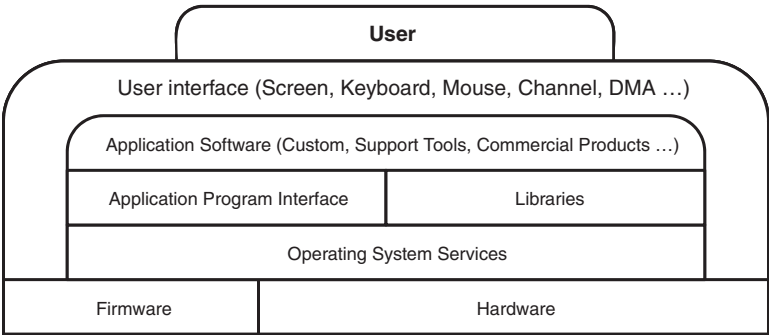 User
User interface (Screen, Keyboard, Mouse, Channel, DMA …)
Application Software (Custom, Support Tools, Commercial Products …)
Application Program Interface
Libraries
Operating System Services
Firmware
Hardware